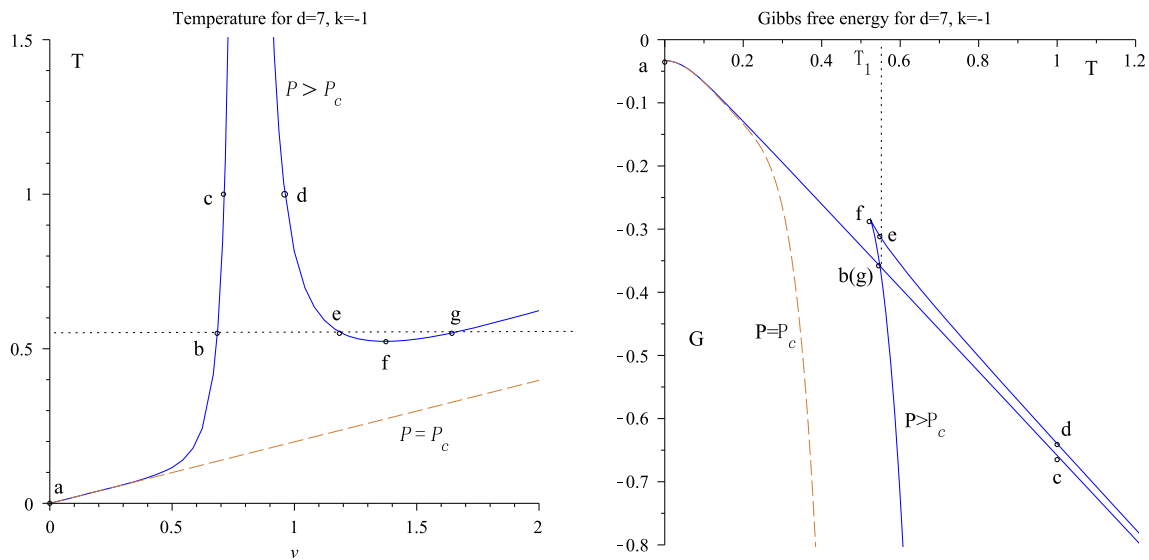 Temperature for d=7, k=-1
1.5
T
P > P_c
1
c
d
e
g
0.5
b
f
P = P_c
a
0
0
0.5
1
1.5
2
v
Gibbs free energy for d=7, k=-1
0
0.2
0.4
T_1
0.6
0.8
1
T
1.2
a
-0.1
-0.2
f
e
-0.3
b(g)
-0.4
G
P=P_c
-0.5
P>P_c
-0.6
d
c
-0.7
-0.8